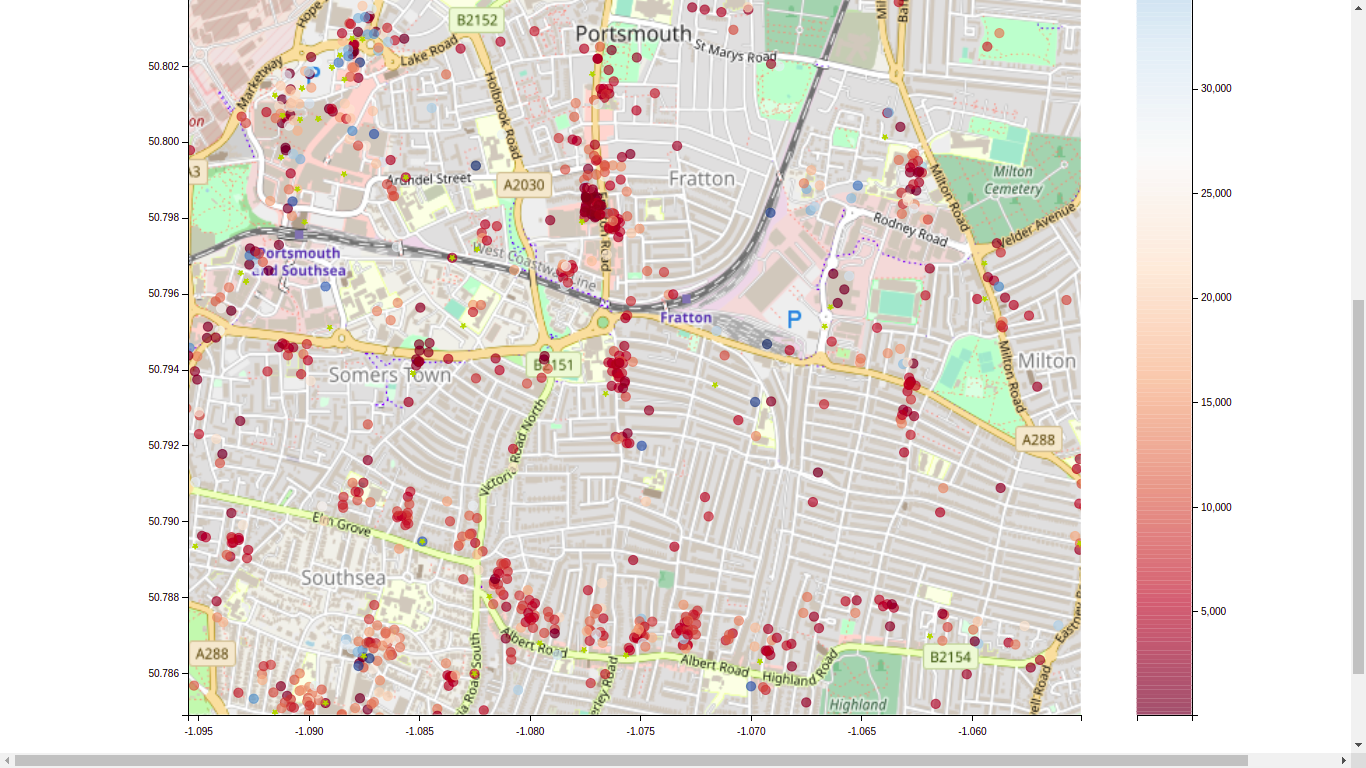 Hope
B2152
Portsmouth
St Marys Road
Lake Road
Marketway
Holbrook Road
50.802
50.800
50.798
50.796
50.794
50.792
50.790
50.788
50.786
30,000
25,000
20,000
15,000
10,000
5,000
on
A3
Arundel Street
A2030
Fratton
Milton
Cemetery
Milton Road
Rodney Road
Velder Avenue
Portsmouth
and Southsea
West Coastway Line
Road
Fratton
P
P
B2151
Somers Town
Milton
Milton Road
A288
Victoria Road North
Elm Grove
Southsea
A288
Albert Road
Albert Road
Highland Road
B2154
Highland
-1.095
-1.090
-1.085
-1.080
-1.075
-1.070
-1.065
-1.060